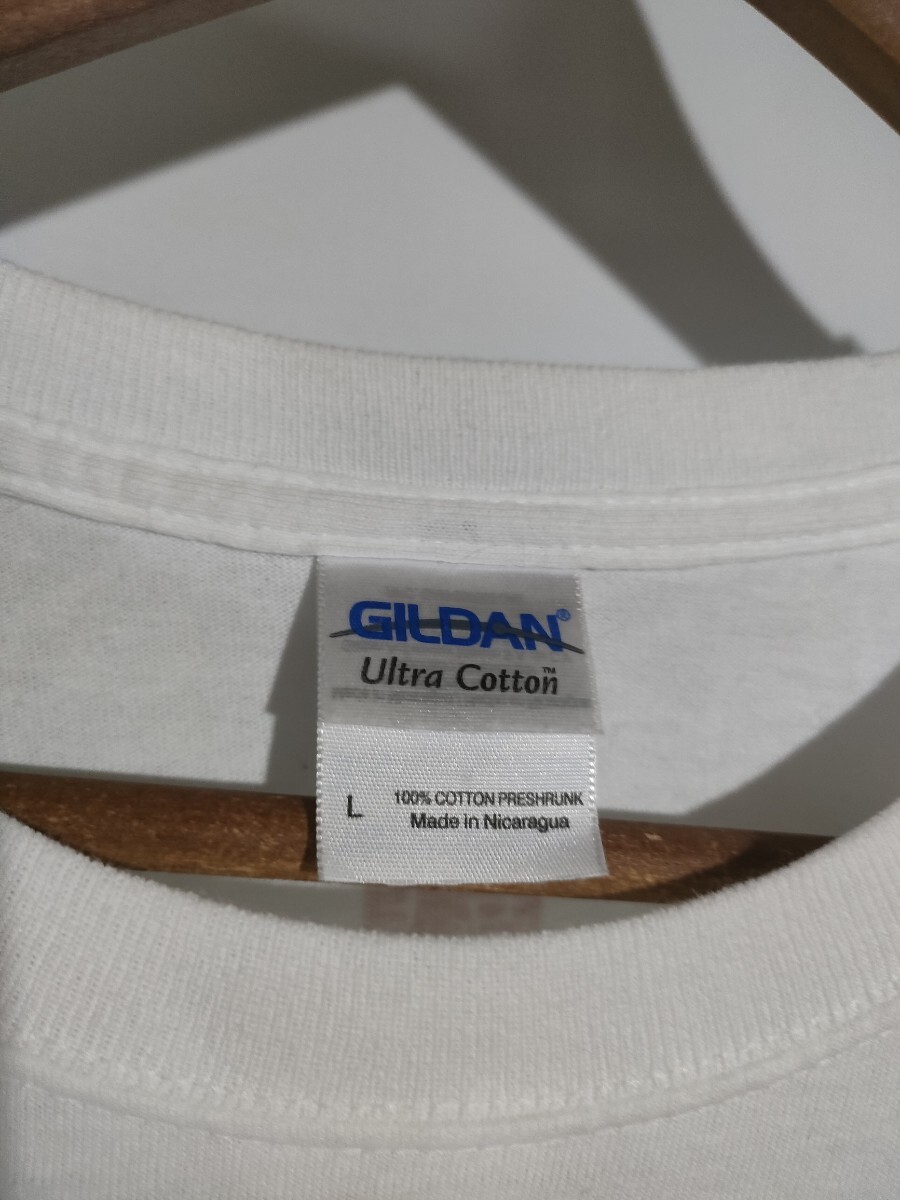 GILDAN®
Ultra Cotton™
L 100% COTTON PRESHRUNK
Made in Nicaragua